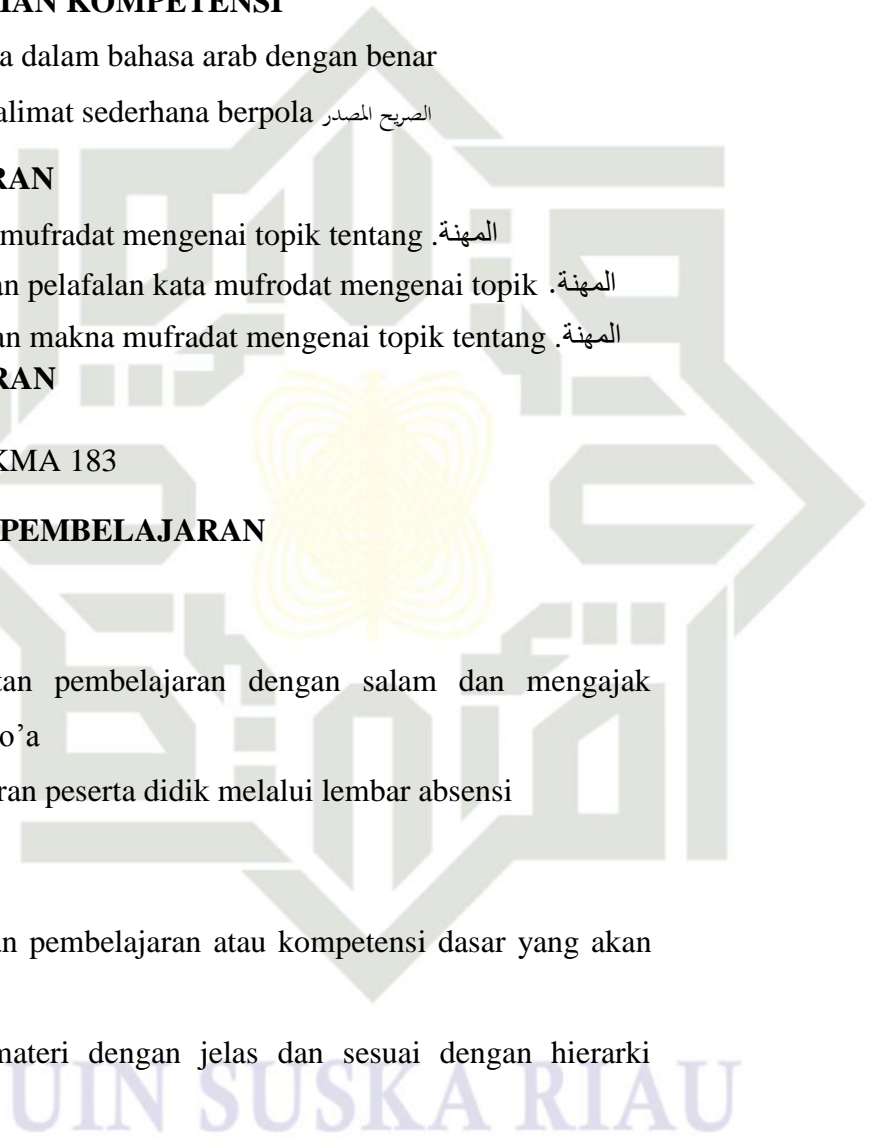 IAN KOMPETENSI
a dalam bahasa arab dengan benar
alimat sederhana berpola الصريح المصدر
RAN
mufradat mengenai topik tentang .المهنة
an pelafalan kata mufrodat mengenai topik .المهنة
an makna mufradat mengenai topik tentang .المهنة
RAN
KMA 183
PEMBELAJARAN
tan pembelajaran dengan salam dan mengajak
o’a
ran peserta didik melalui lembar absensi
an pembelajaran atau kompetensi dasar yang akan
materi dengan jelas dan sesuai dengan hierarki
UIN SUSKA RIAU